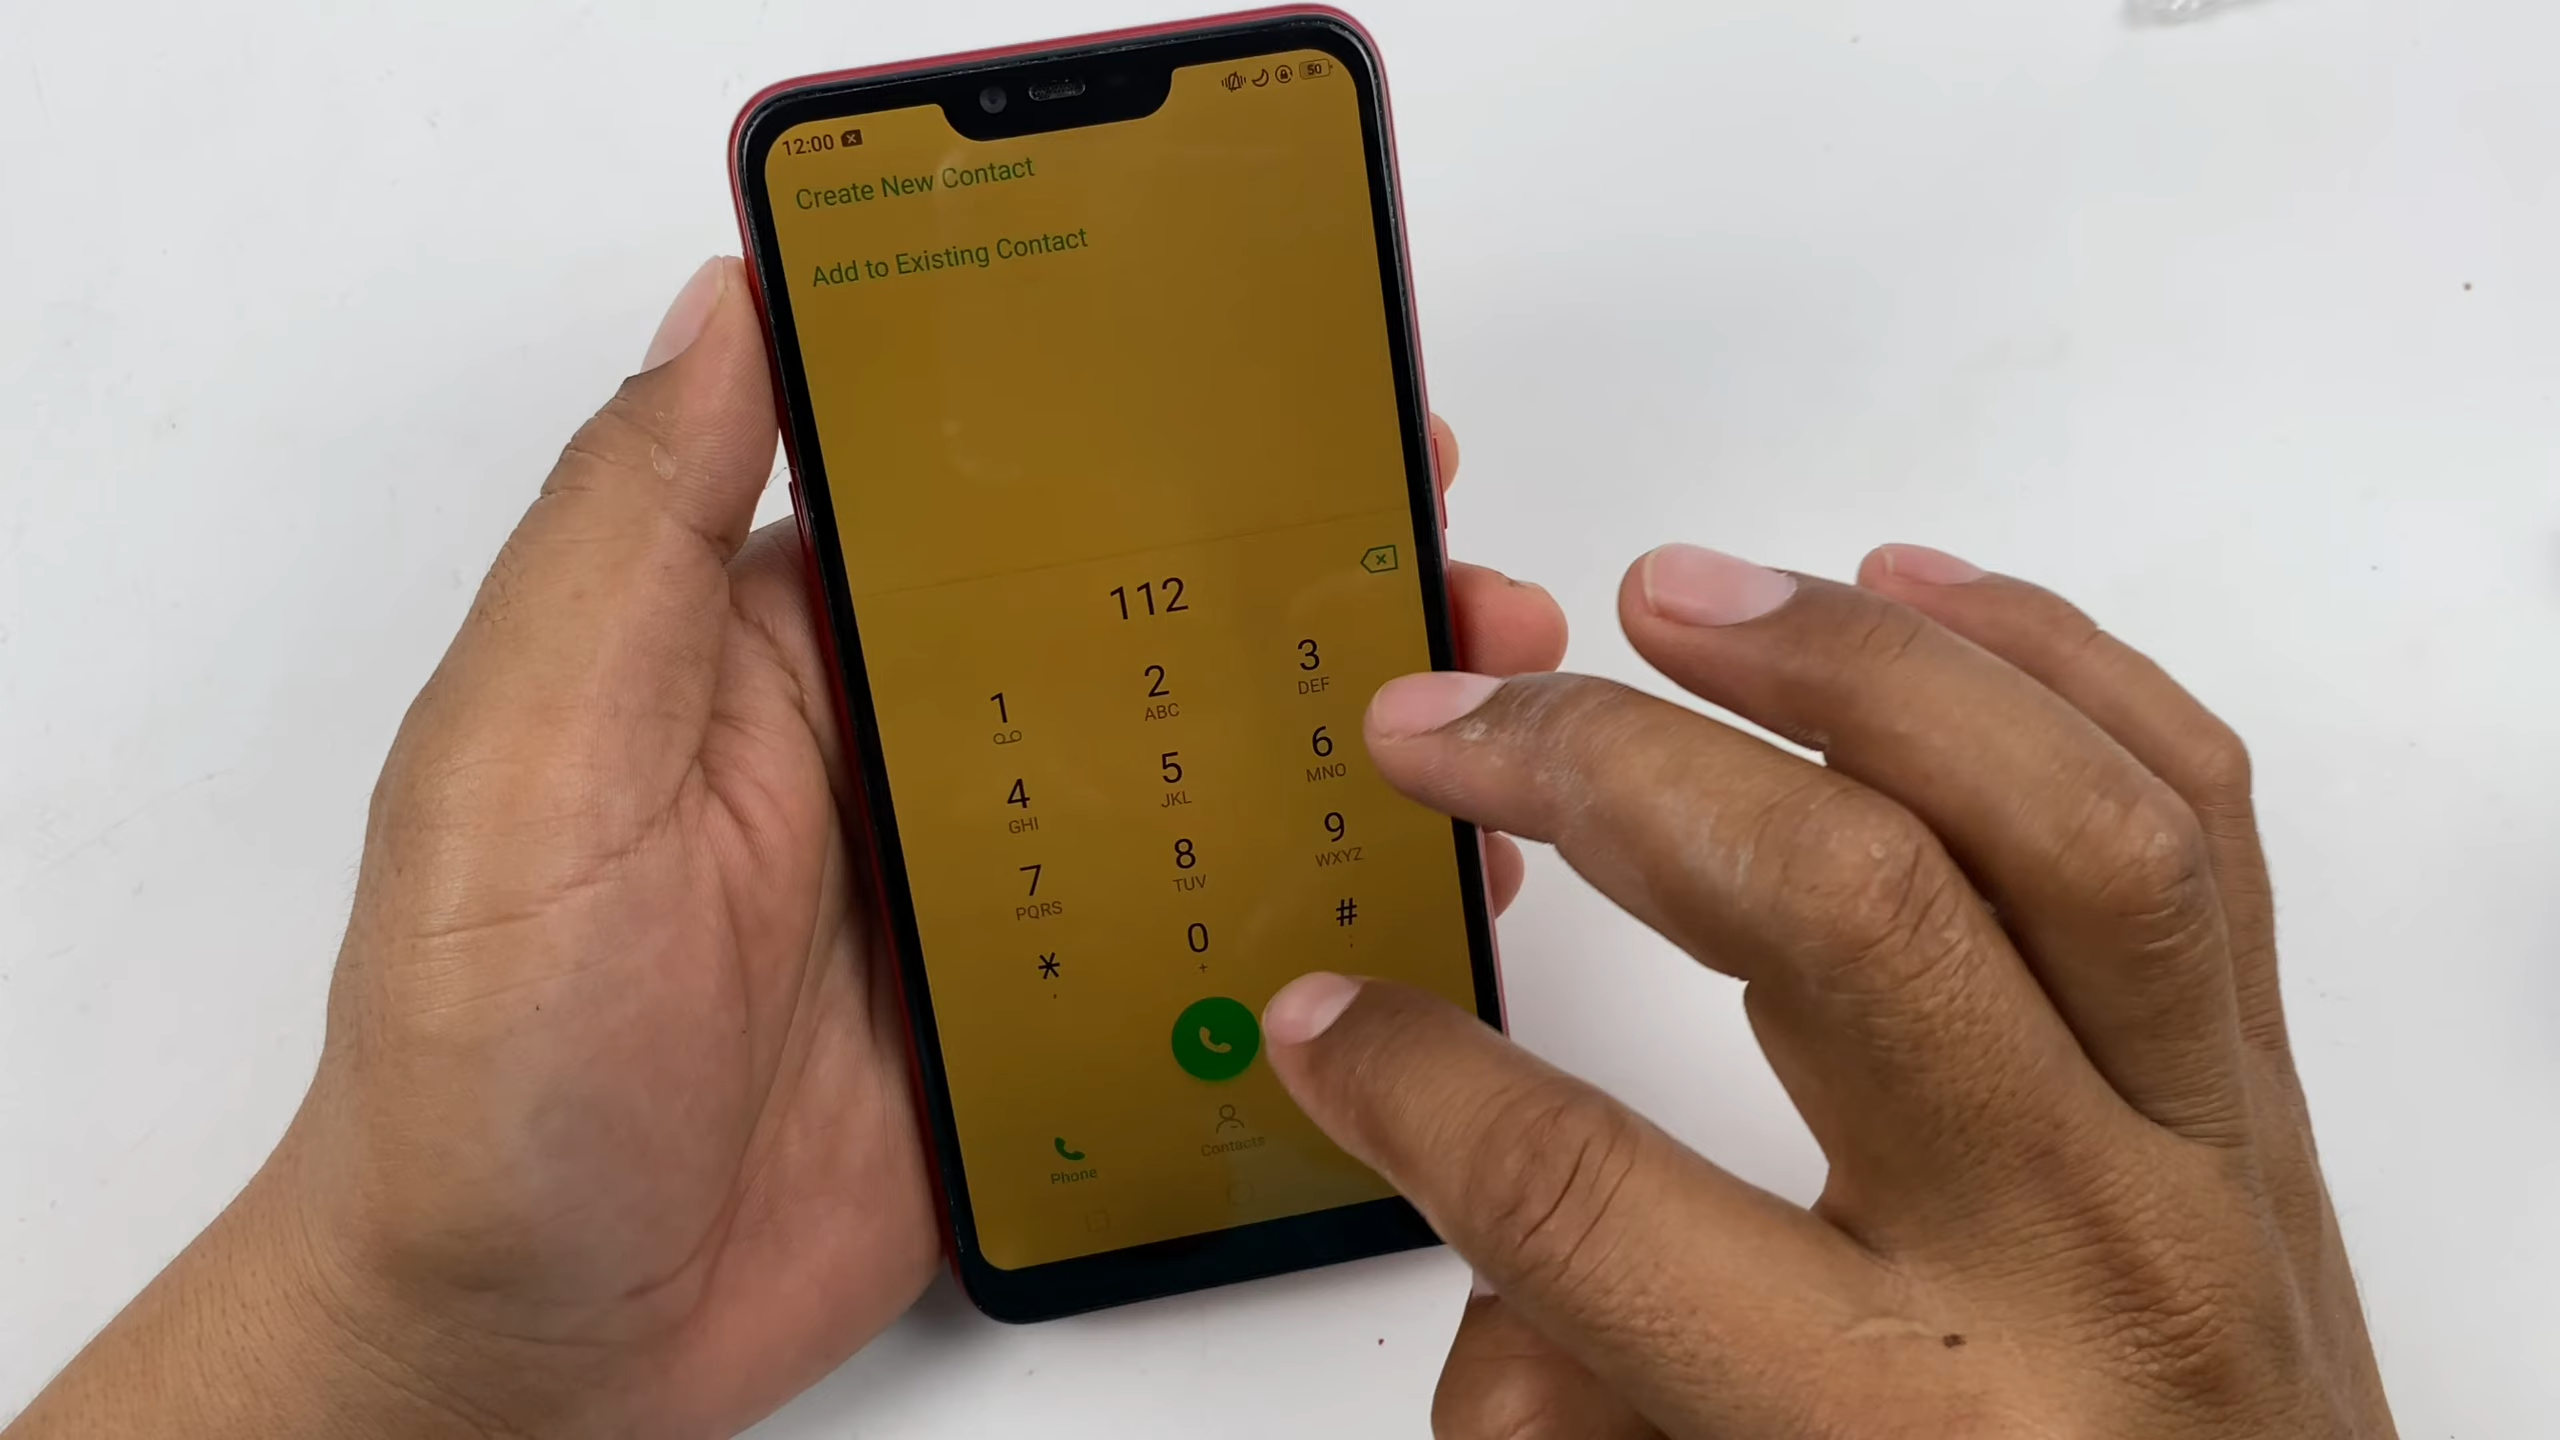 12:00
50
Create New Contact
Add to Existing Contact
112
1 2 3
ABC DEF
4 5 6
GHI JKL MNO
7 8 9
PQRS TUV WXYZ
* 0 #
, + ;
Phone Contacts